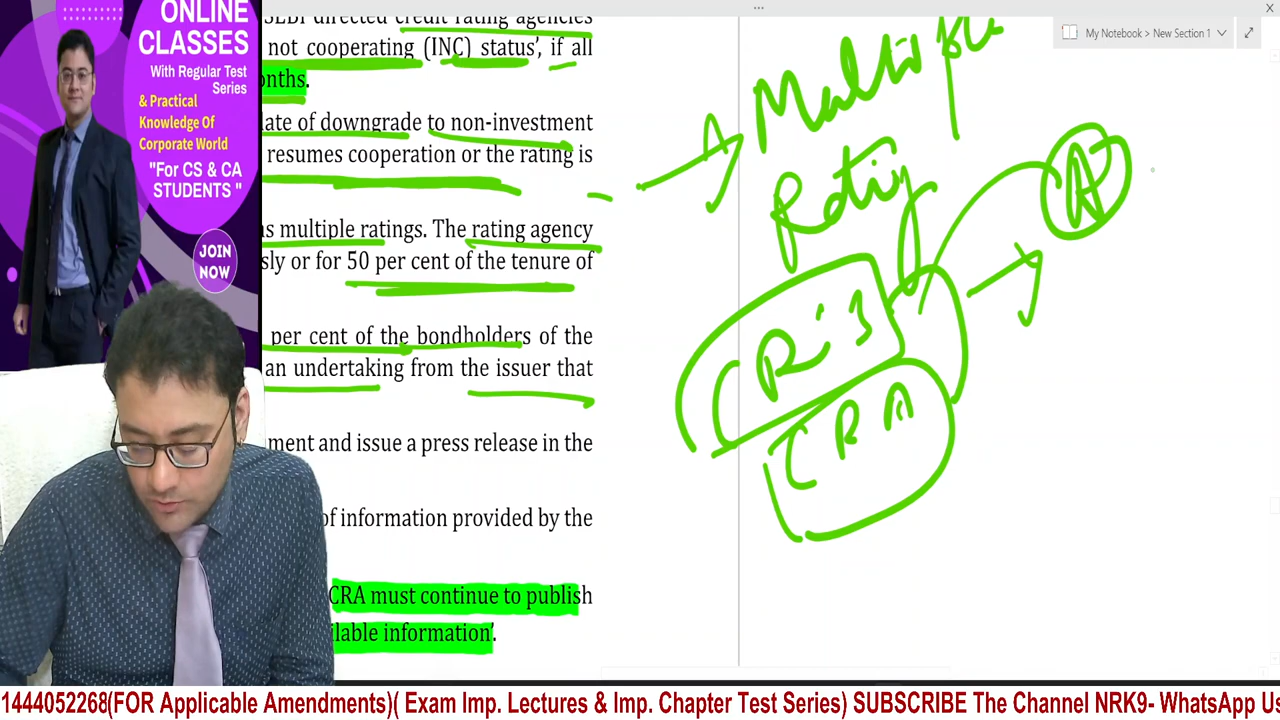 ONLINE
CLASSES
With Regular Test
Series
& Practical
Knowledge Of
Corporate World
"For CS & CA
STUDENTS "
JOIN
NOW
SEBI directed credit rating agencies
not cooperating (INC) status', if all
onths.
date of downgrade to non-investment
resumes cooperation or the rating is
as multiple ratings. The rating agency
sly or for 50 per cent of the tenure of
per cent of the bondholders of the
an undertaking from the issuer that
ment and issue a press release in the
of information provided by the
CRA must continue to publish
ilable information'.
My Notebook > New Section 1
Multiple
Rating
CRis
CRA
1444052268(FOR Applicable Amendments)( Exam Imp. Lectures & Imp. Chapter Test Series) SUBSCRIBE The Channel NRK9- WhatsApp Us